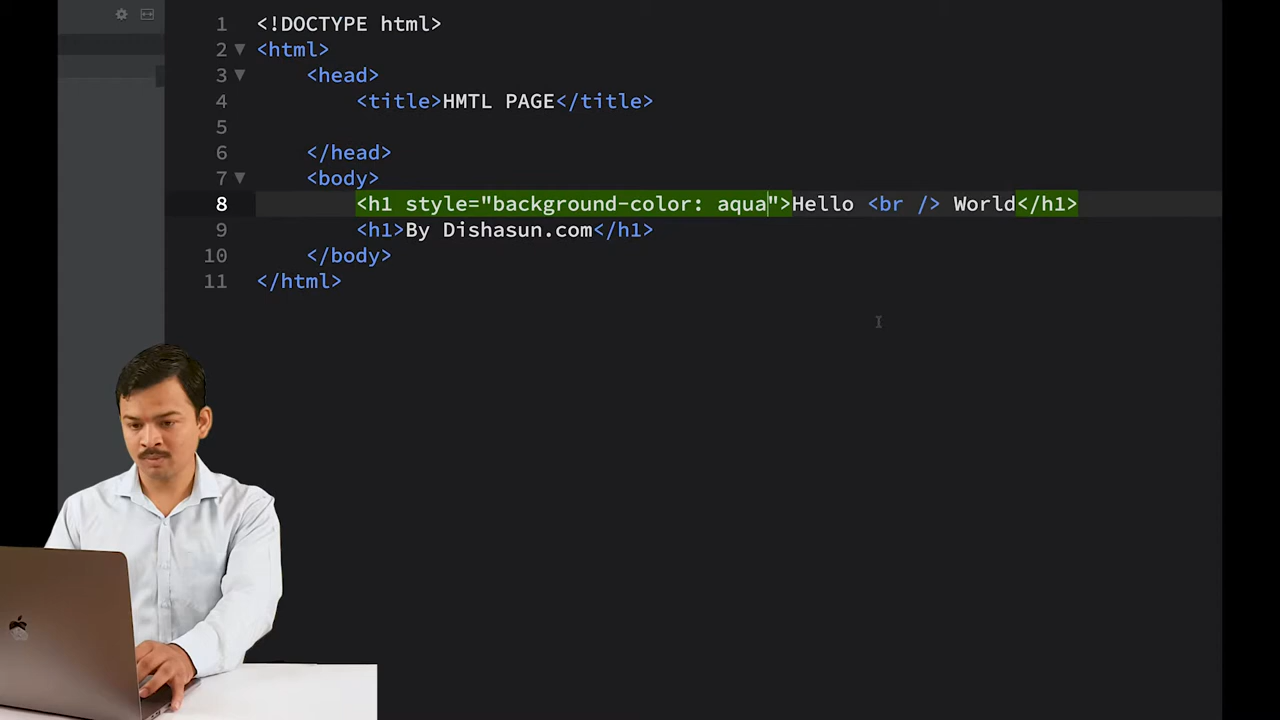 1 <!DOCTYPE html>
2 <html>
3 <head>
4 <title>HMTL PAGE</title>
5
6 </head>
7 <body>
8 <h1 style="background-color: aqua">Hello <br /> World</h1>
9 <h1>By Dishasun.com</h1>
10 </body>
11 </html>